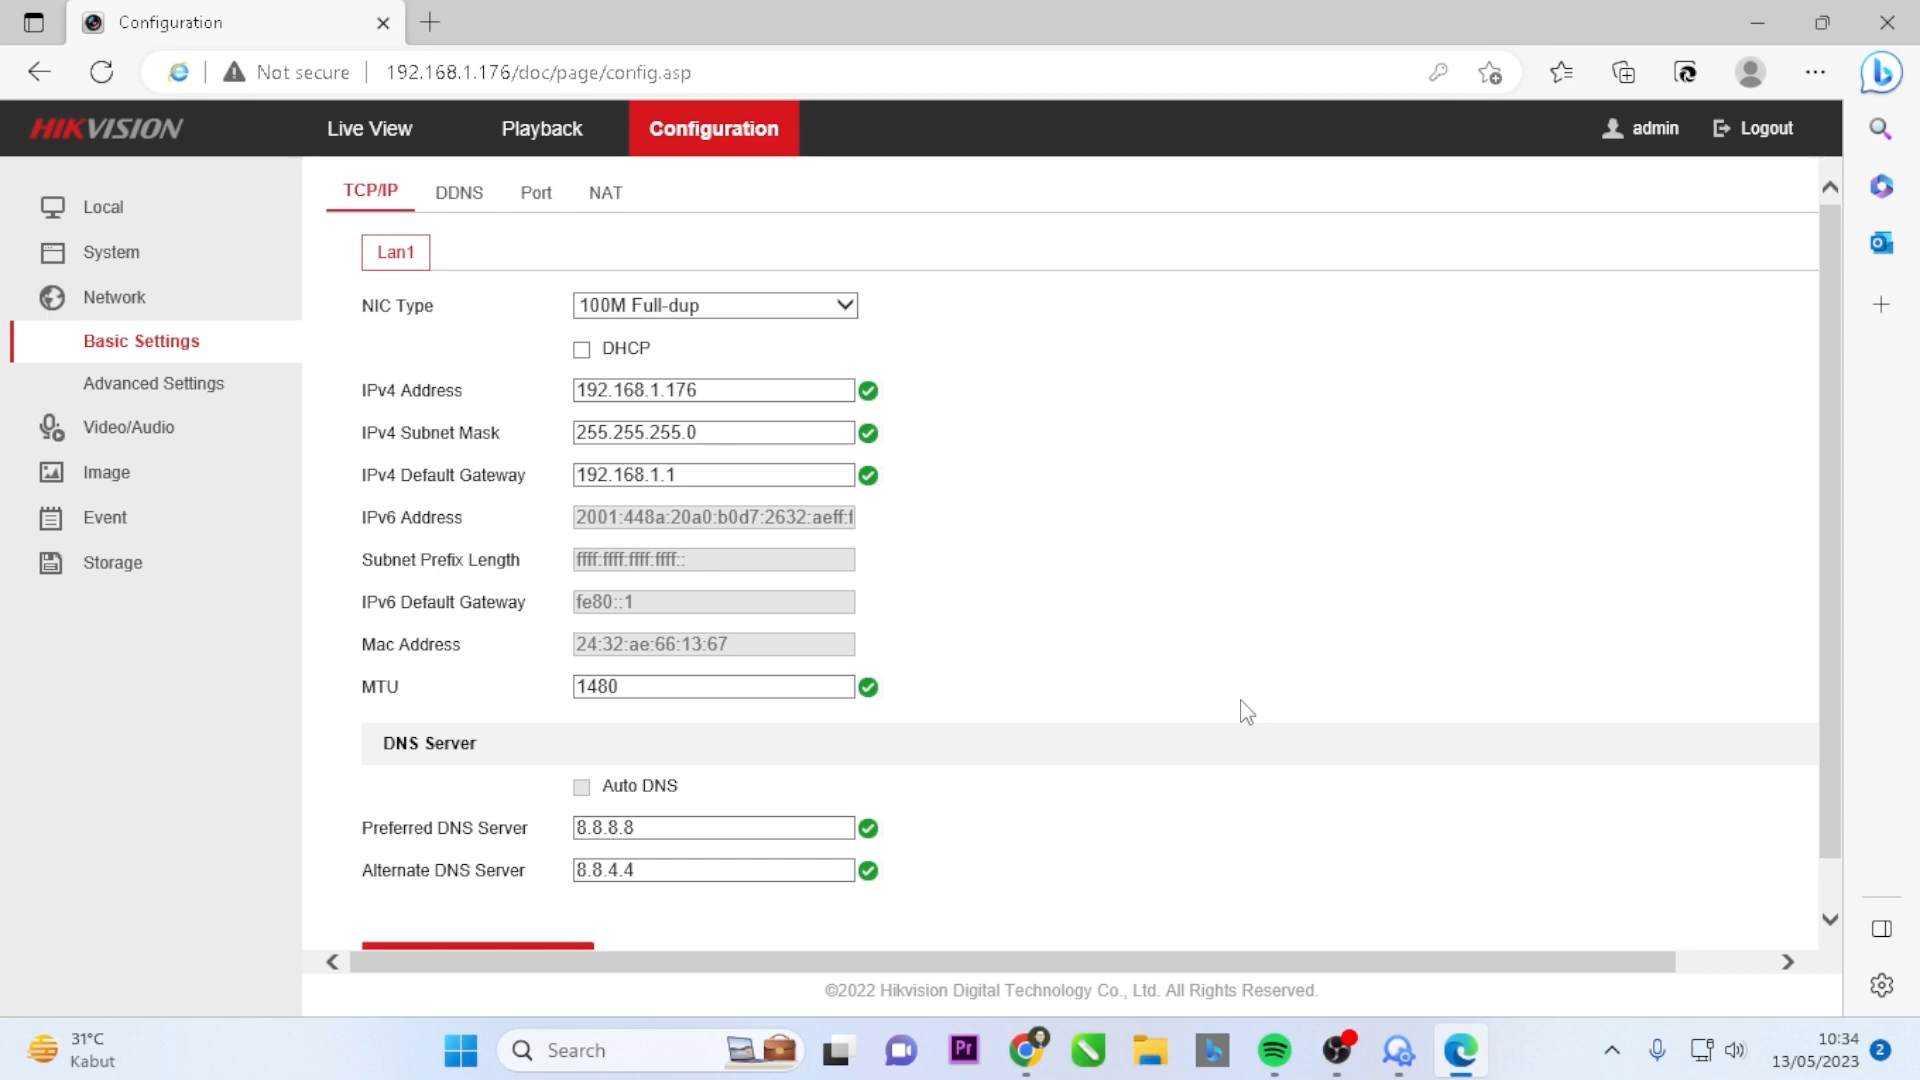 Configuration
Not secure
192.168.1.176/doc/page/config.asp
HIKVISION
Live View
Playback
Configuration
admin
Logout
Local
System
Network
Basic Settings
Advanced Settings
Video/Audio
Image
Event
Storage
TCP/IP
DDNS
Port
NAT
Lan1
NIC Type
100M Full-dup
DHCP
IPv4 Address
192.168.1.176
IPv4 Subnet Mask
255.255.255.0
IPv4 Default Gateway
192.168.1.1
IPv6 Address
2001:448a:20a0:b0d7:2632:aeff:f
Subnet Prefix Length
ffff:ffff:ffff:ffff::
IPv6 Default Gateway
fe80::1
Mac Address
24:32:ae:66:13:67
MTU
1480
DNS Server
Auto DNS
Preferred DNS Server
8.8.8.8
Alternate DNS Server
8.8.4.4
©2022 Hikvision Digital Technology Co., Ltd. All Rights Reserved.
31°C
Kabut
Search
Pr
10:34
13/05/2023
2